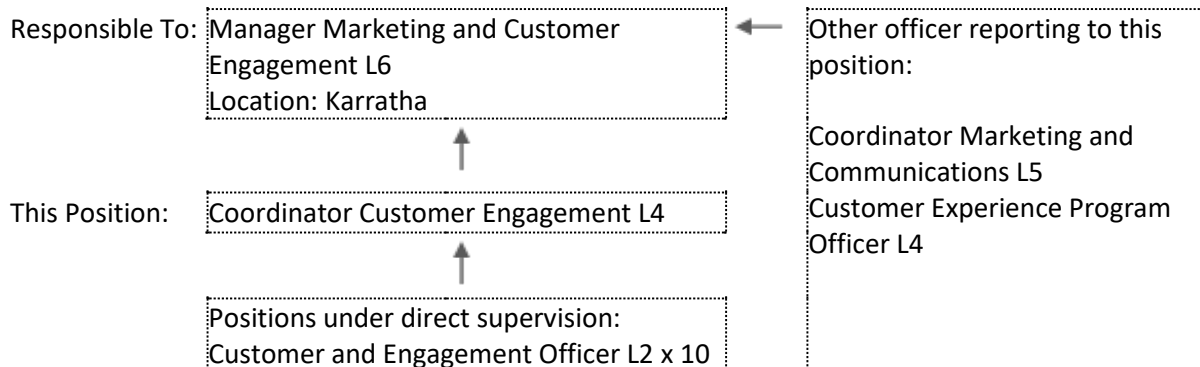 Responsible To:
Manager Marketing and Customer
Engagement L6
Location: Karratha
Other officer reporting to this
position:
Coordinator Marketing and
Communications L5
Customer Experience Program
Officer L4
This Position:
Coordinator Customer Engagement L4
Positions under direct supervision:
Customer and Engagement Officer L2 x 10